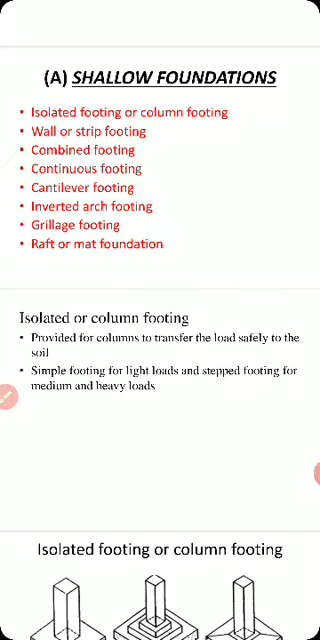 (A) SHALLOW FOUNDATIONS
• Isolated footing or column footing
• Wall or strip footing
• Combined footing
• Continuous footing
• Cantilever footing
• Inverted arch footing
• Grillage footing
• Raft or mat foundation
Isolated or column footing
• Provided for columns to transfer the load safely to the
soil
• Simple footing for light loads and stepped footing for
medium and heavy loads
Isolated footing or column footing